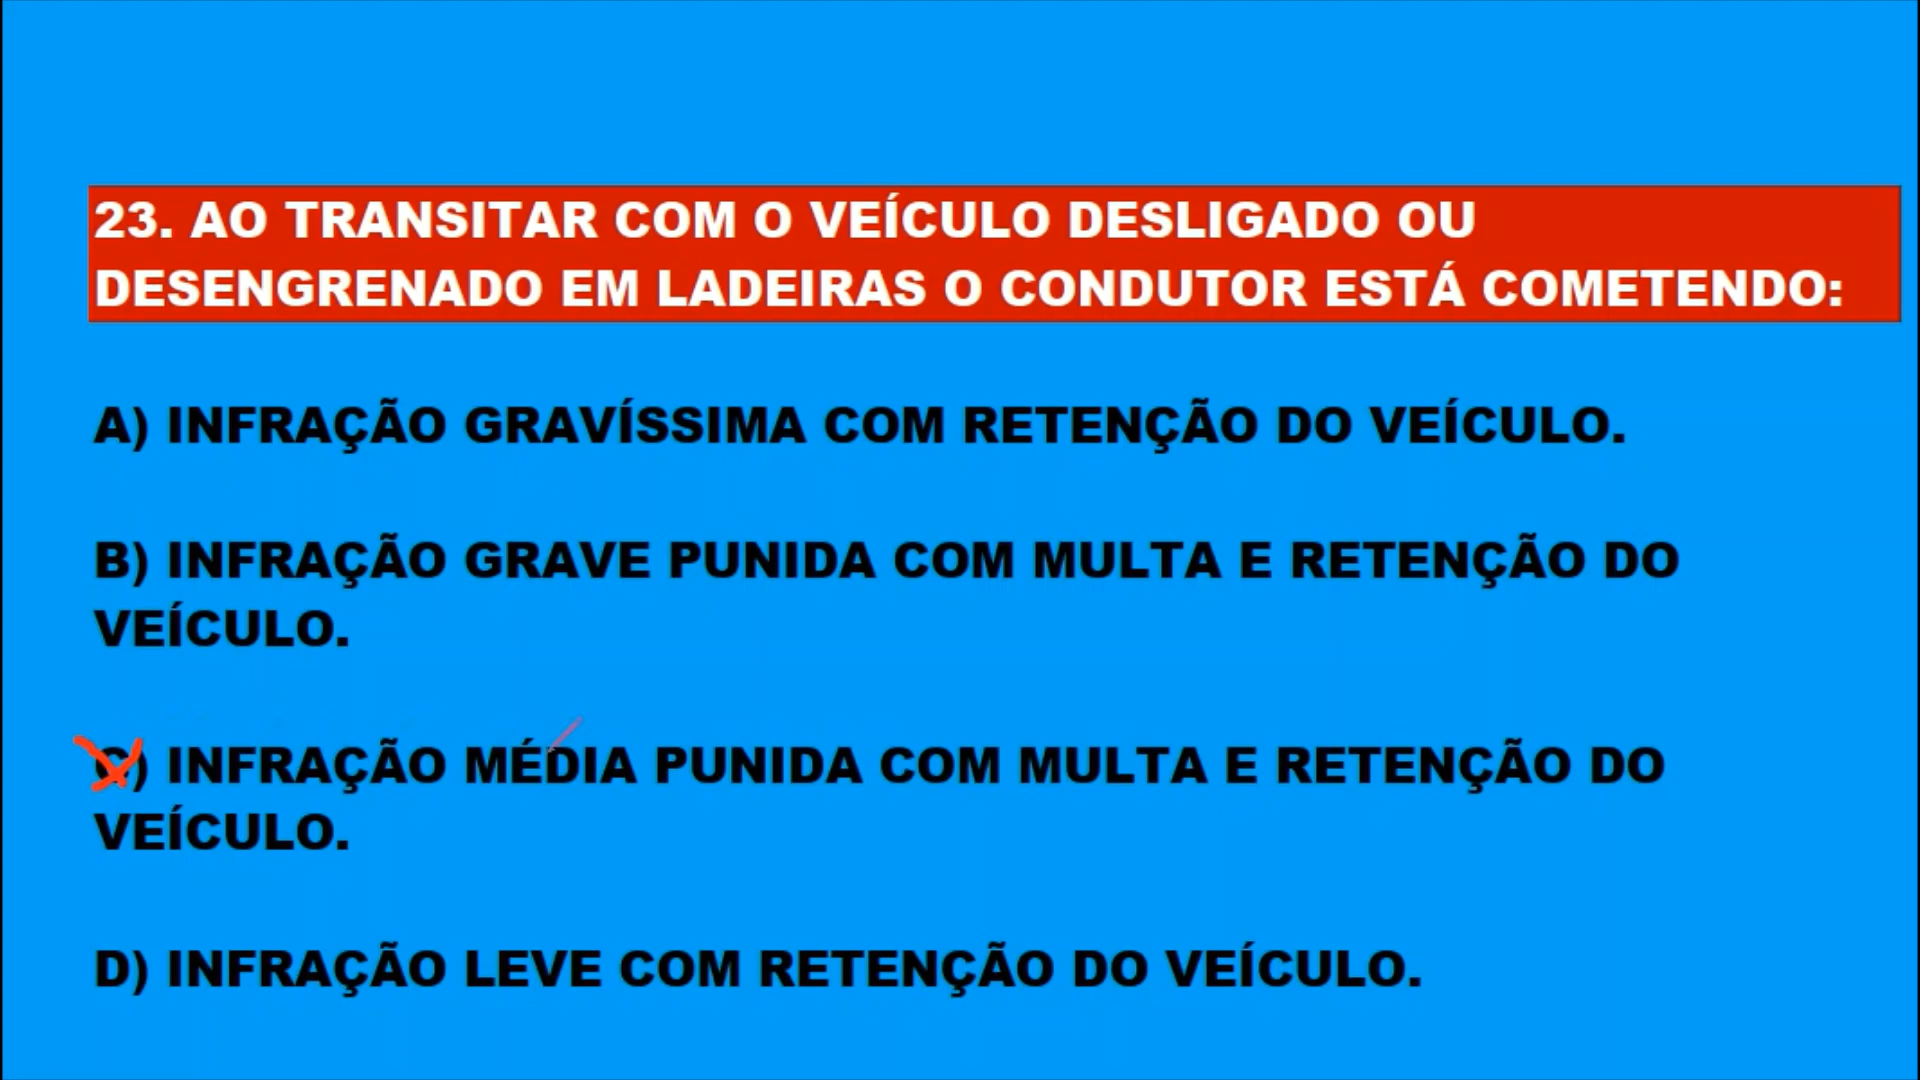 23. AO TRANSITAR COM O VEÍCULO DESLIGADO OU
DESENGRENADO EM LADEIRAS O CONDUTOR ESTÁ COMETENDO:
A) INFRAÇÃO GRAVÍSSIMA COM RETENÇÃO DO VEÍCULO.
B) INFRAÇÃO GRAVE PUNIDA COM MULTA E RETENÇÃO DO
VEÍCULO.
C) INFRAÇÃO MÉDIA PUNIDA COM MULTA E RETENÇÃO DO
VEÍCULO.
D) INFRAÇÃO LEVE COM RETENÇÃO DO VEÍCULO.